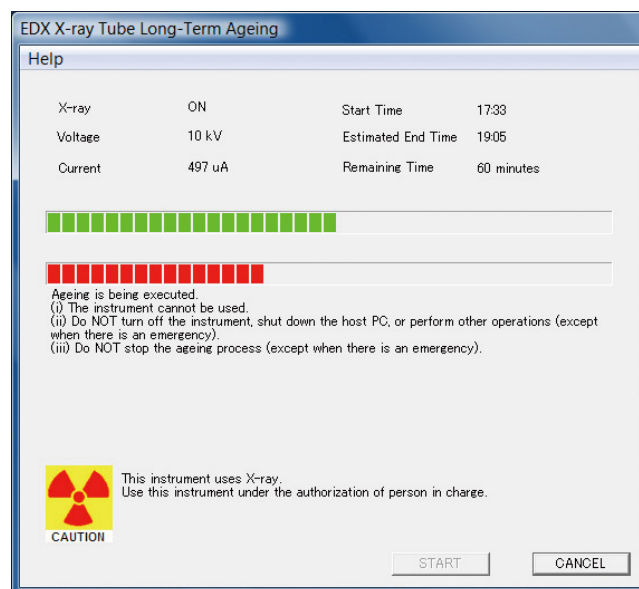 EDX X-ray Tube Long-Term Ageing
Help
X-ray ON Start Time 17:33
Voltage 10 kV Estimated End Time 19:05
Current 497 uA Remaining Time 60 minutes
Ageing is being executed.
(i) The instrument cannot be used.
(ii) Do NOT turn off the instrument, shut down the host PC, or perform other operations (except
when there is an emergency).
(iii) Do NOT stop the ageing process (except when there is an emergency).
This instrument uses X-ray.
Use this instrument under the authorization of person in charge.
CAUTION
START CANCEL